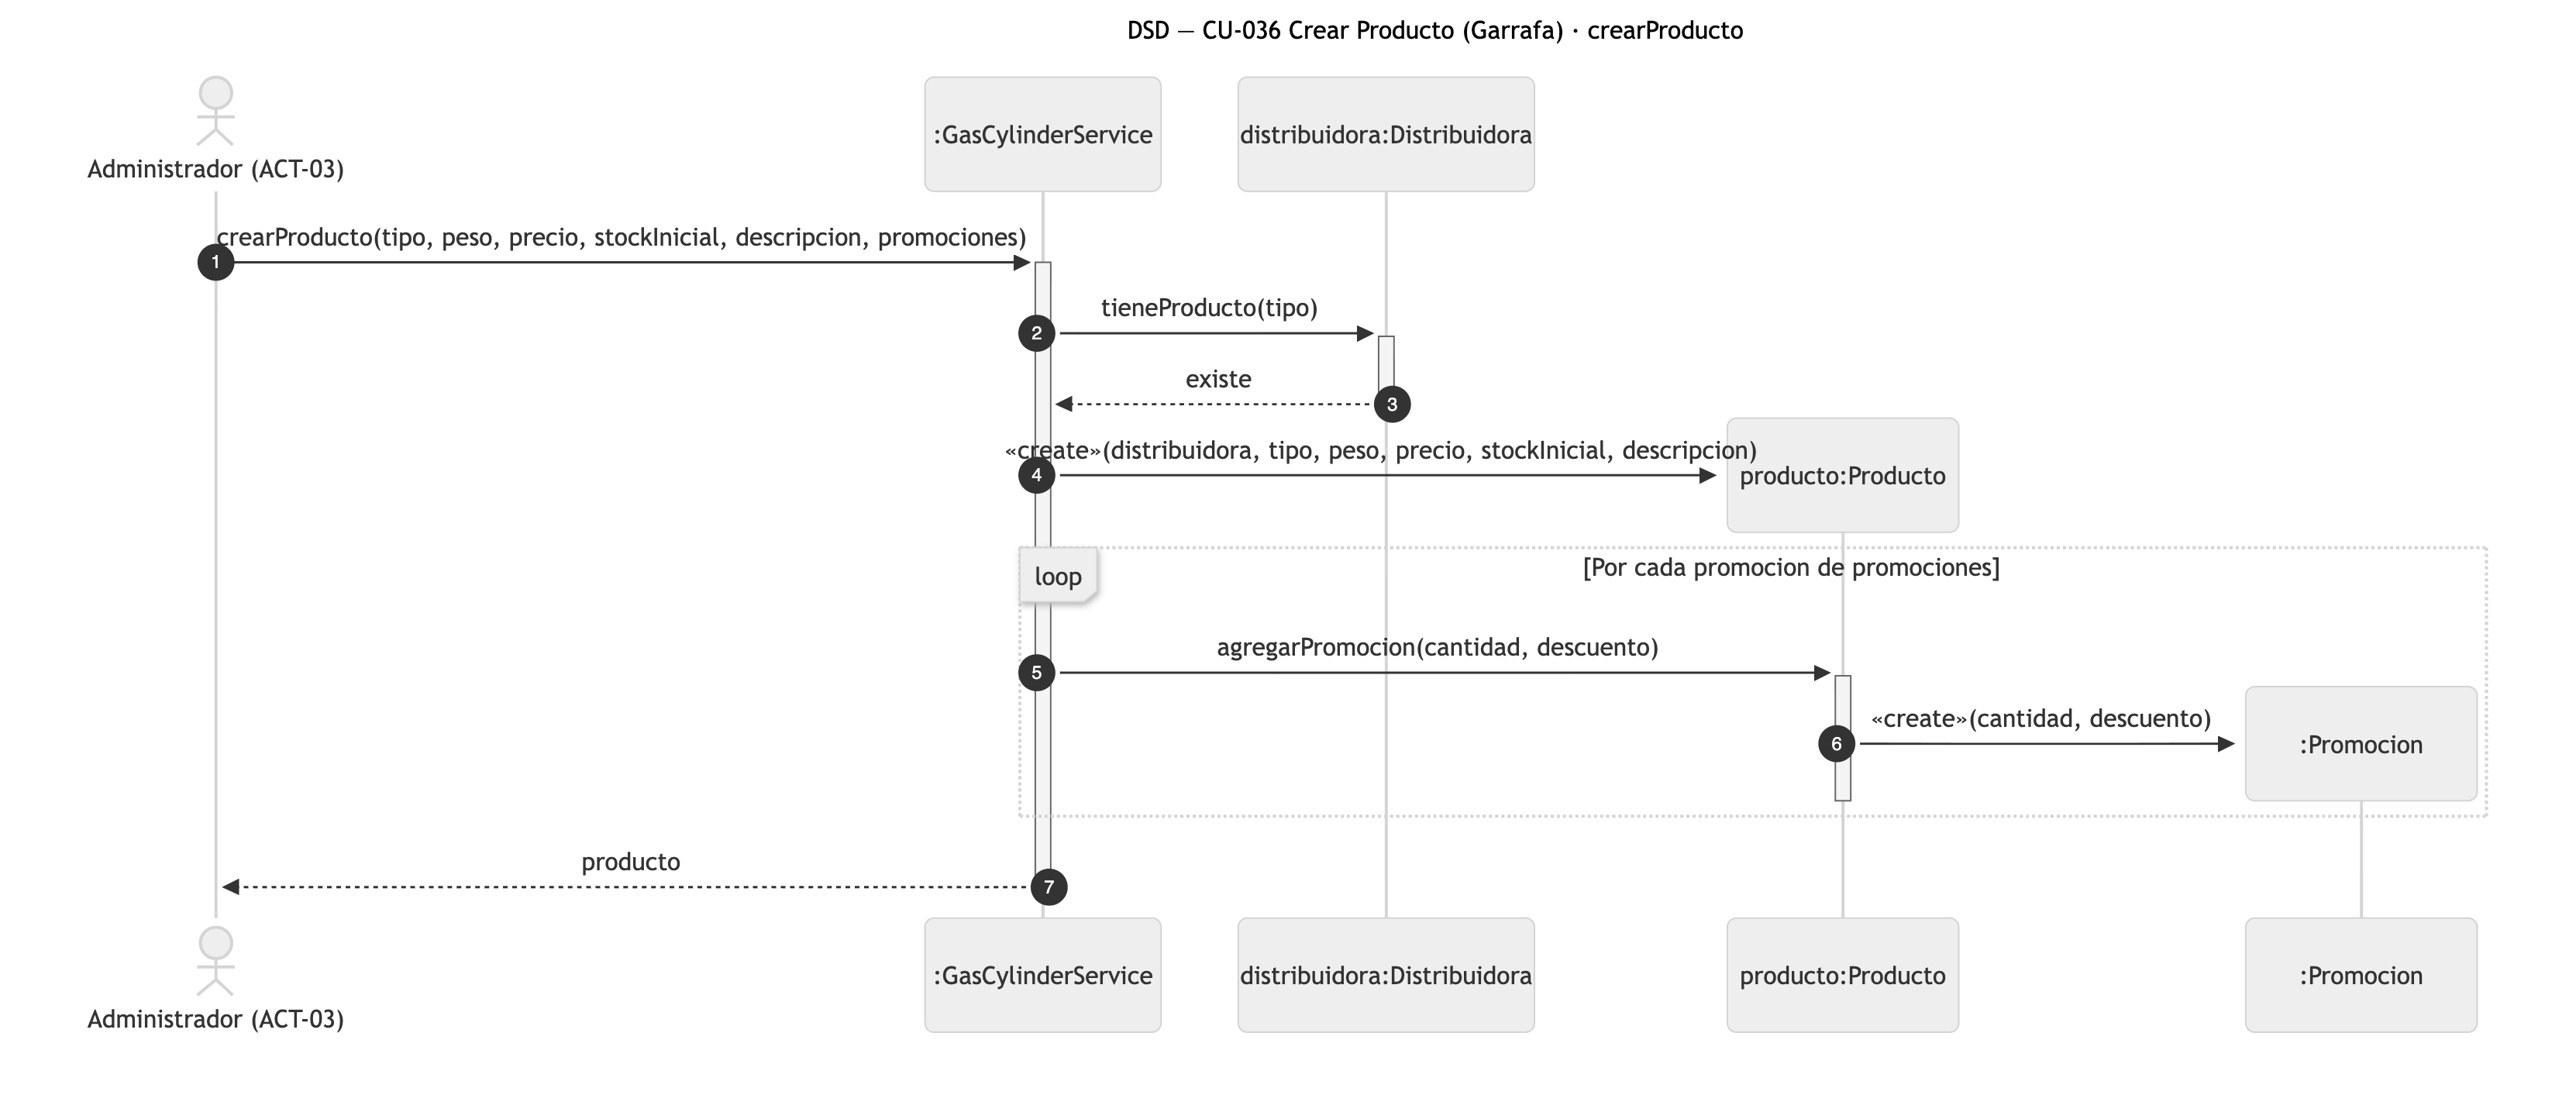 DSD — CU-036 Crear Producto (Garrafa) · crearProducto
Administrador (ACT-03)
:GasCylinderService
distribuidora:Distribuidora
crearProducto(tipo, peso, precio, stockInicial, descripcion, promociones)
1
tieneProducto(tipo)
2
existe
3
«create»(distribuidora, tipo, peso, precio, stockInicial, descripcion)
4
producto:Producto
loop
[Por cada promocion de promociones]
agregarPromocion(cantidad, descuento)
5
«create»(cantidad, descuento)
6
:Promocion
producto
7
Administrador (ACT-03)
:GasCylinderService
distribuidora:Distribuidora
producto:Producto
:Promocion